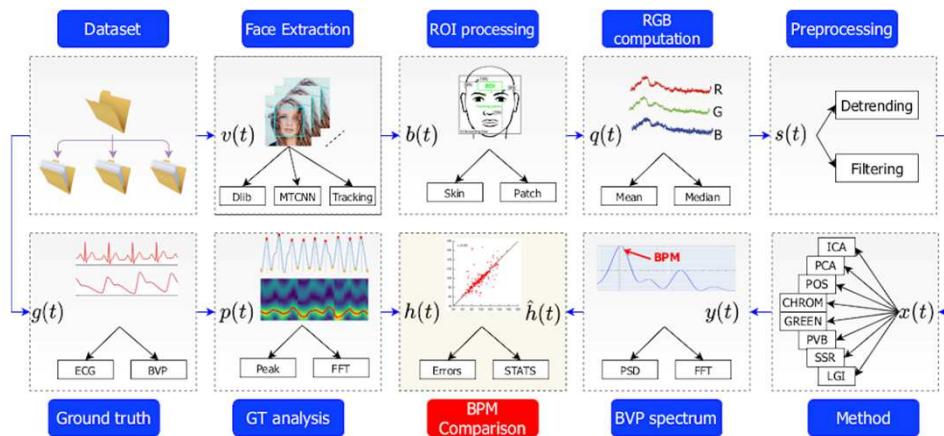 Dataset
Face Extraction
ROI processing
RGB
computation
Preprocessing
v(t)
Dlib
MTCNN
Tracking
b(t)
ROI
Skin
Patch
q(t)
R
G
B
Mean
Median
s(t)
Detrending
Filtering
g(t)
ECG
BVP
p(t)
Peak
FFT
h(t)
ĥ(t)
Errors
STATS
BPM
PSD
FFT
y(t)
ICA
PCA
POS
CHROM
GREEN
PVB
SSR
LGI
x(t)
Ground truth
GT analysis
BPM
Comparison
BVP spectrum
Method